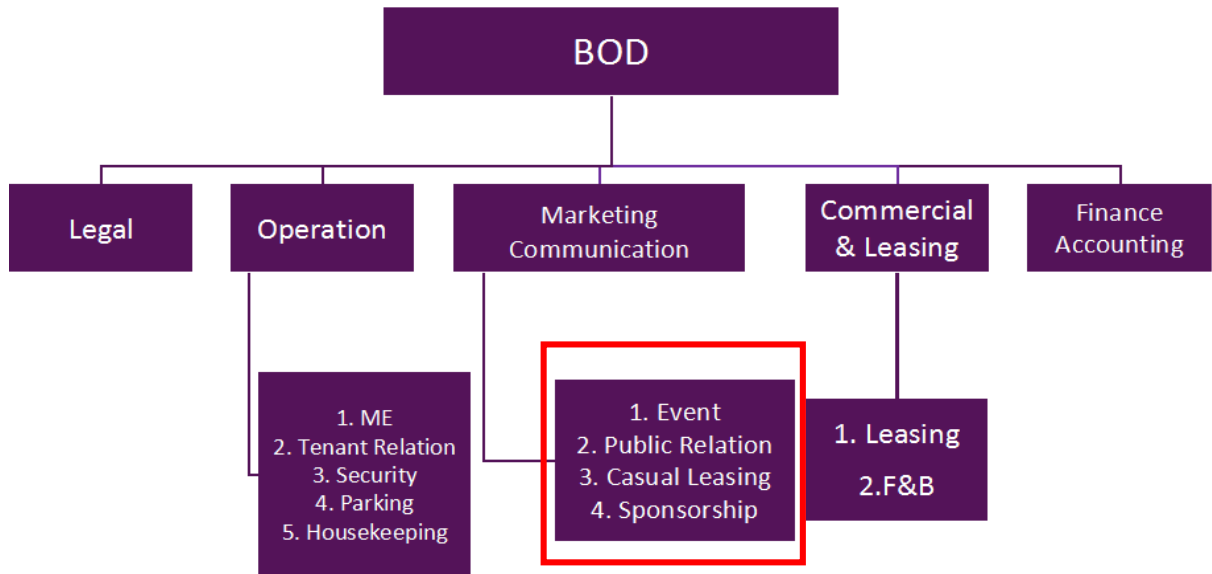 BOD
Legal
Operation
Marketing
Communication
Commercial
& Leasing
Finance
Accounting
1. ME
2. Tenant Relation
3. Security
4. Parking
5. Housekeeping
1. Event
2. Public Relation
3. Casual Leasing
4. Sponsorship
1. Leasing
2.F&B